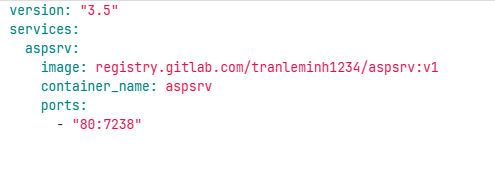 version: "3.5"
services:
  aspsrv:
    image: registry.gitlab.com/tranleminh1234/aspsrv:v1
    container_name: aspsrv
    ports:
      - "80:7238"